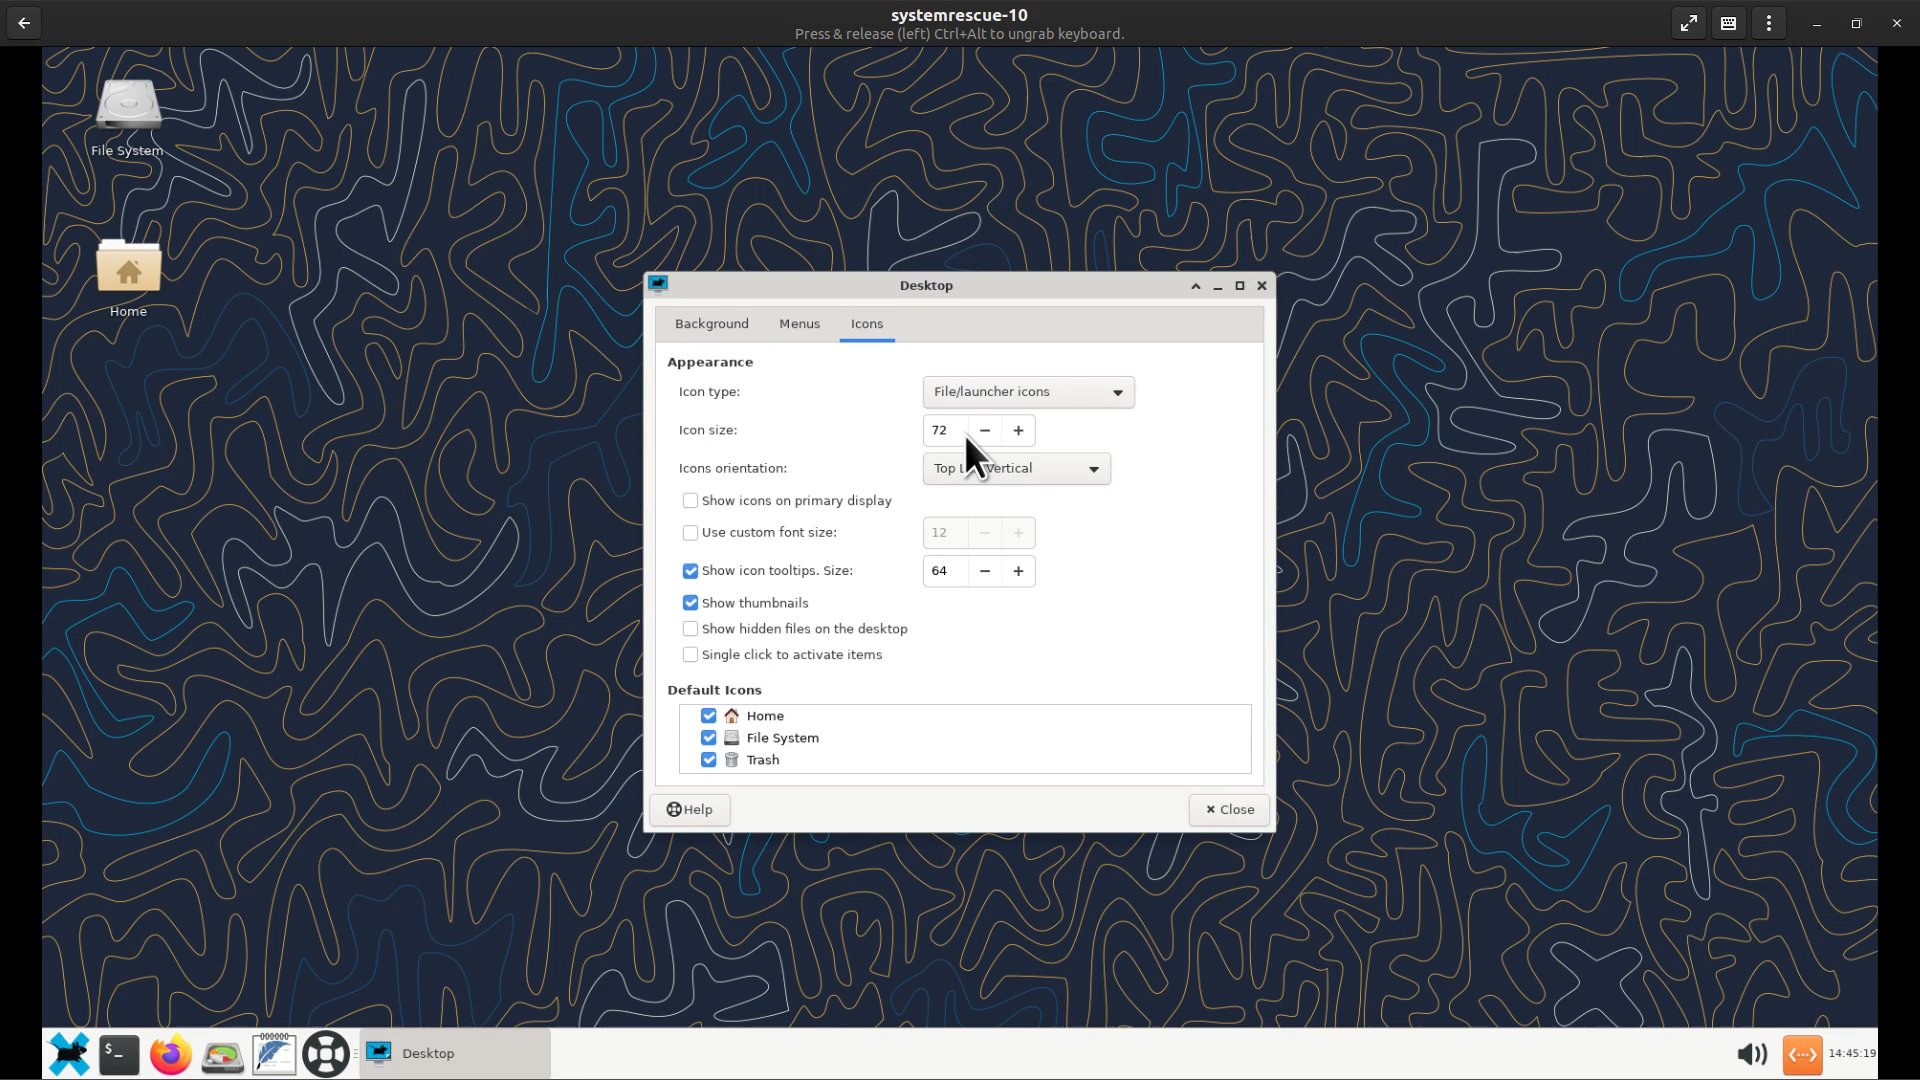 systemrescue-10
Press & release (left) Ctrl+Alt to ungrab keyboard.
File System
Home
Desktop
Background Menus Icons
Appearance
Icon type: File/launcher icons
Icon size: 72 − +
Icons orientation: Top Vertical
Show icons on primary display
Use custom font size: 12 − +
Show icon tooltips. Size: 64 − +
Show thumbnails
Show hidden files on the desktop
Single click to activate items
Default Icons
Home
File System
Trash
Help
Close
$ _
000000
Desktop
14:45:19